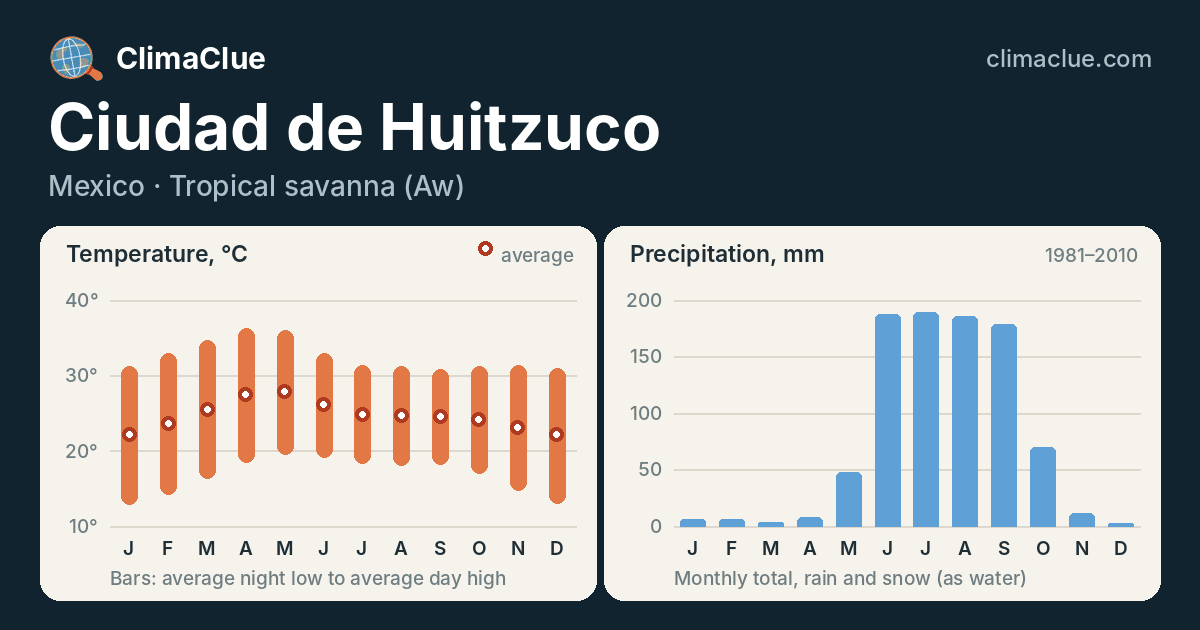 ClimaClue
climaclue.com
Ciudad de Huitzuco
Mexico · Tropical savanna (Aw)
Temperature, °C
average
40°
30°
20°
10°
J F M A M J J A S O N D
Bars: average night low to average day high
Precipitation, mm
1981–2010
200
150
100
50
0
J F M A M J J A S O N D
Monthly total, rain and snow (as water)